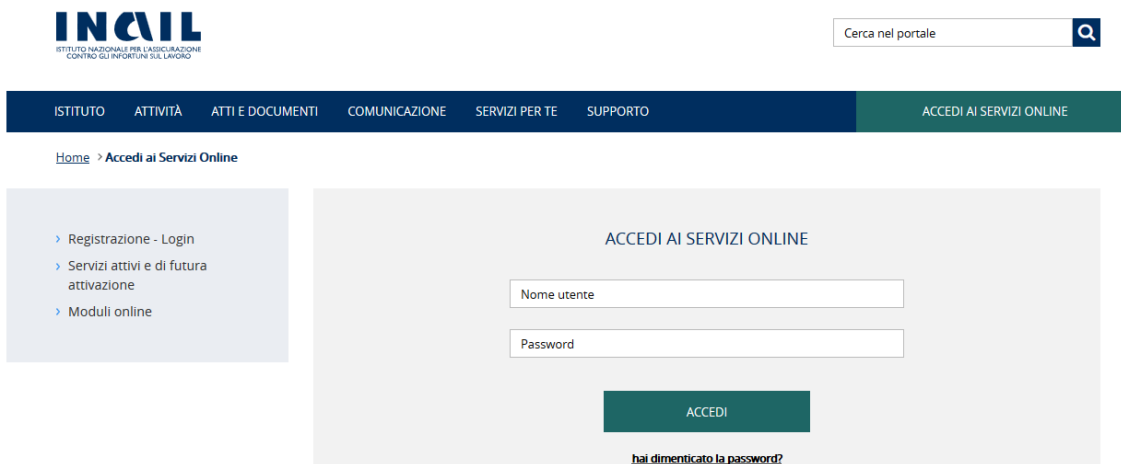 INAIL
ISTITUTO NAZIONALE PER L'ASSICURAZIONE
CONTRO GLI INFORTUNI SUL LAVORO
Cerca nel portale
ISTITUTO ATTIVITÀ ATTI E DOCUMENTI COMUNICAZIONE SERVIZI PER TE SUPPORTO ACCEDI AI SERVIZI ONLINE
Home > Accedi ai Servizi Online
› Registrazione - Login
› Servizi attivi e di futura
attivazione
› Moduli online
ACCEDI AI SERVIZI ONLINE
Nome utente
Password
ACCEDI
hai dimenticato la password?